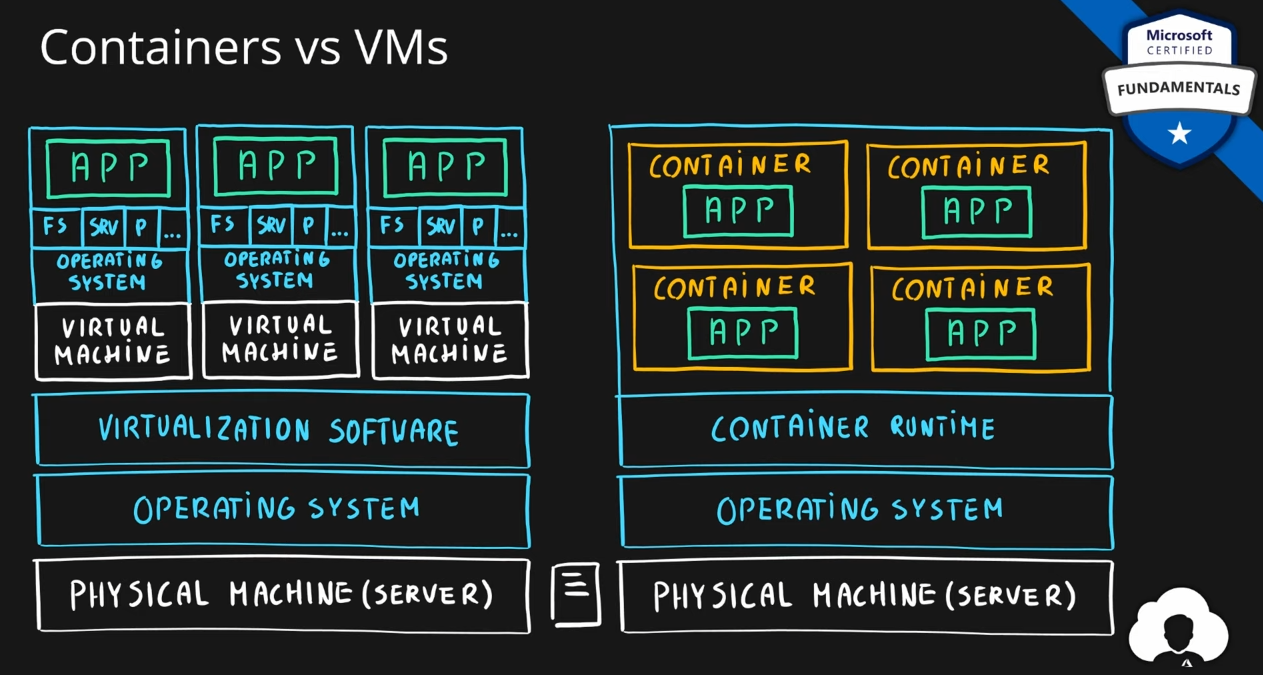 Containers vs VMs
Microsoft
CERTIFIED
FUNDAMENTALS
APP
FS SRV P ...
OPERATING
SYSTEM
VIRTUAL
MACHINE
APP
FS SRV P ...
OPERATING
SYSTEM
VIRTUAL
MACHINE
APP
FS SRV P ...
OPERATING
SYSTEM
VIRTUAL
MACHINE
VIRTUALIZATION SOFTWARE
OPERATING SYSTEM
PHYSICAL MACHINE (SERVER)
CONTAINER
APP
CONTAINER
APP
CONTAINER
APP
CONTAINER
APP
CONTAINER RUNTIME
OPERATING SYSTEM
PHYSICAL MACHINE (SERVER)